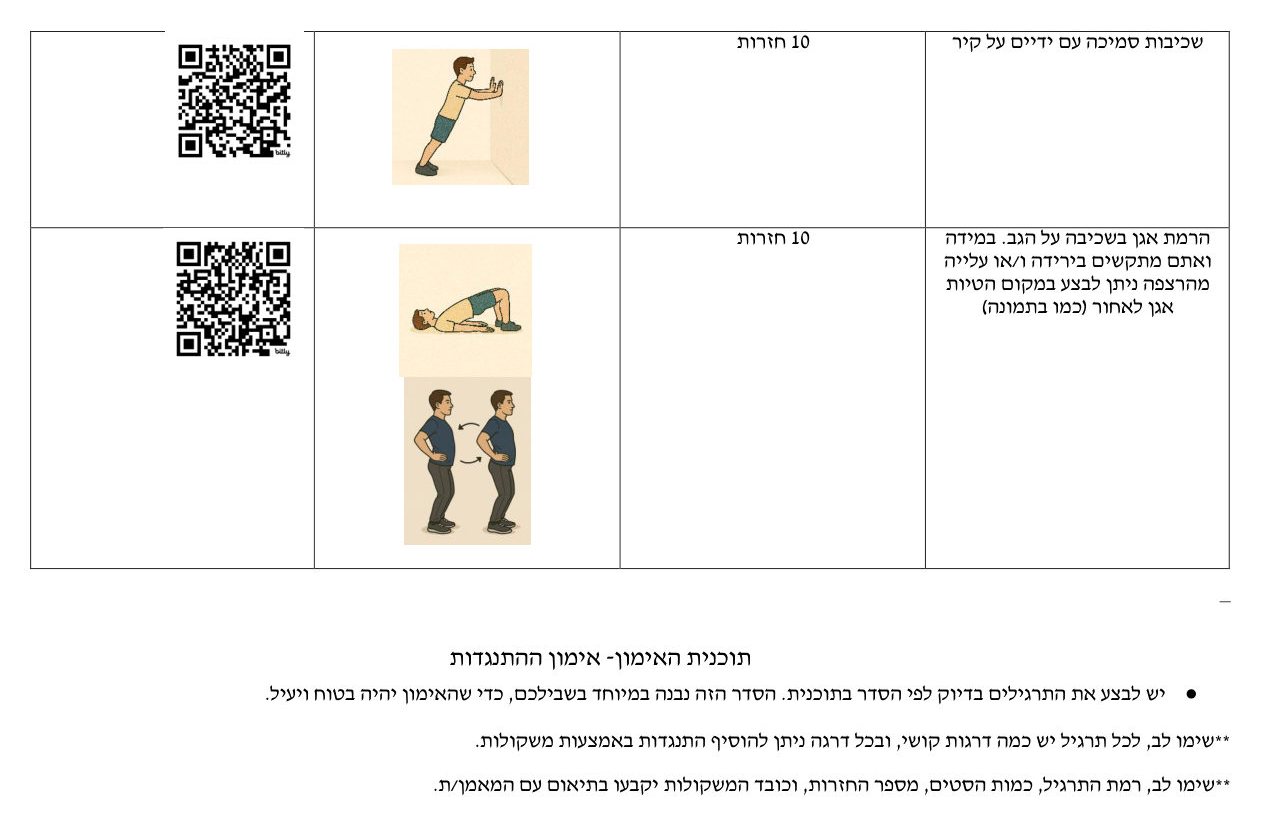 שכיבות סמיכה עם ידיים על קיר
10 חזרות
bitly
הרמת אגן בשכיבה על הגב. במידה
ואתם מתקשים בירידה ו/או עלייה
מהרצפה ניתן לבצע במקום הטיות
אגן לאחור (כמו בתמונה)
10 חזרות
bitly
תוכנית האימון- אימון ההתנגדות
● יש לבצע את התרגילים בדיוק לפי הסדר בתוכנית. הסדר הזה נבנה במיוחד בשבילכם, כדי שהאימון יהיה בטוח ויעיל.
**שימו לב, לכל תרגיל יש כמה דרגות קושי, ובכל דרגה ניתן להוסיף התנגדות באמצעות משקולות.
**שימו לב, רמת התרגיל, כמות הסטים, מספר החזרות, וכובד המשקולות יקבעו בתיאום עם המאמן/ת.